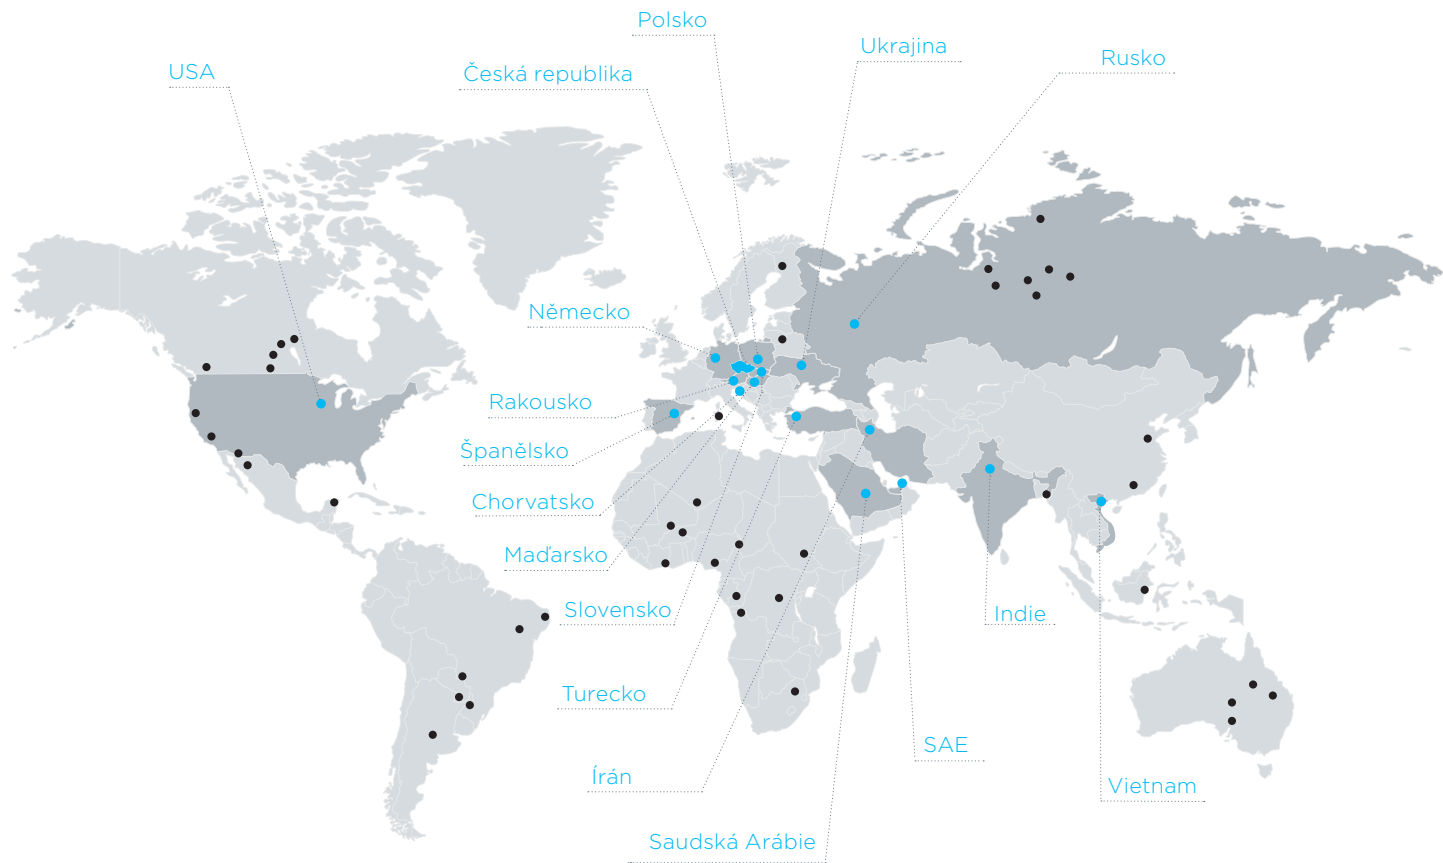 Polsko
Ukrajina
Rusko
USA
Česká republika
Německo
Rakousko
Španělsko
Chorvatsko
Maďarsko
Slovensko
Indie
Turecko
SAE
Írán
Vietnam
Saudská Arábie